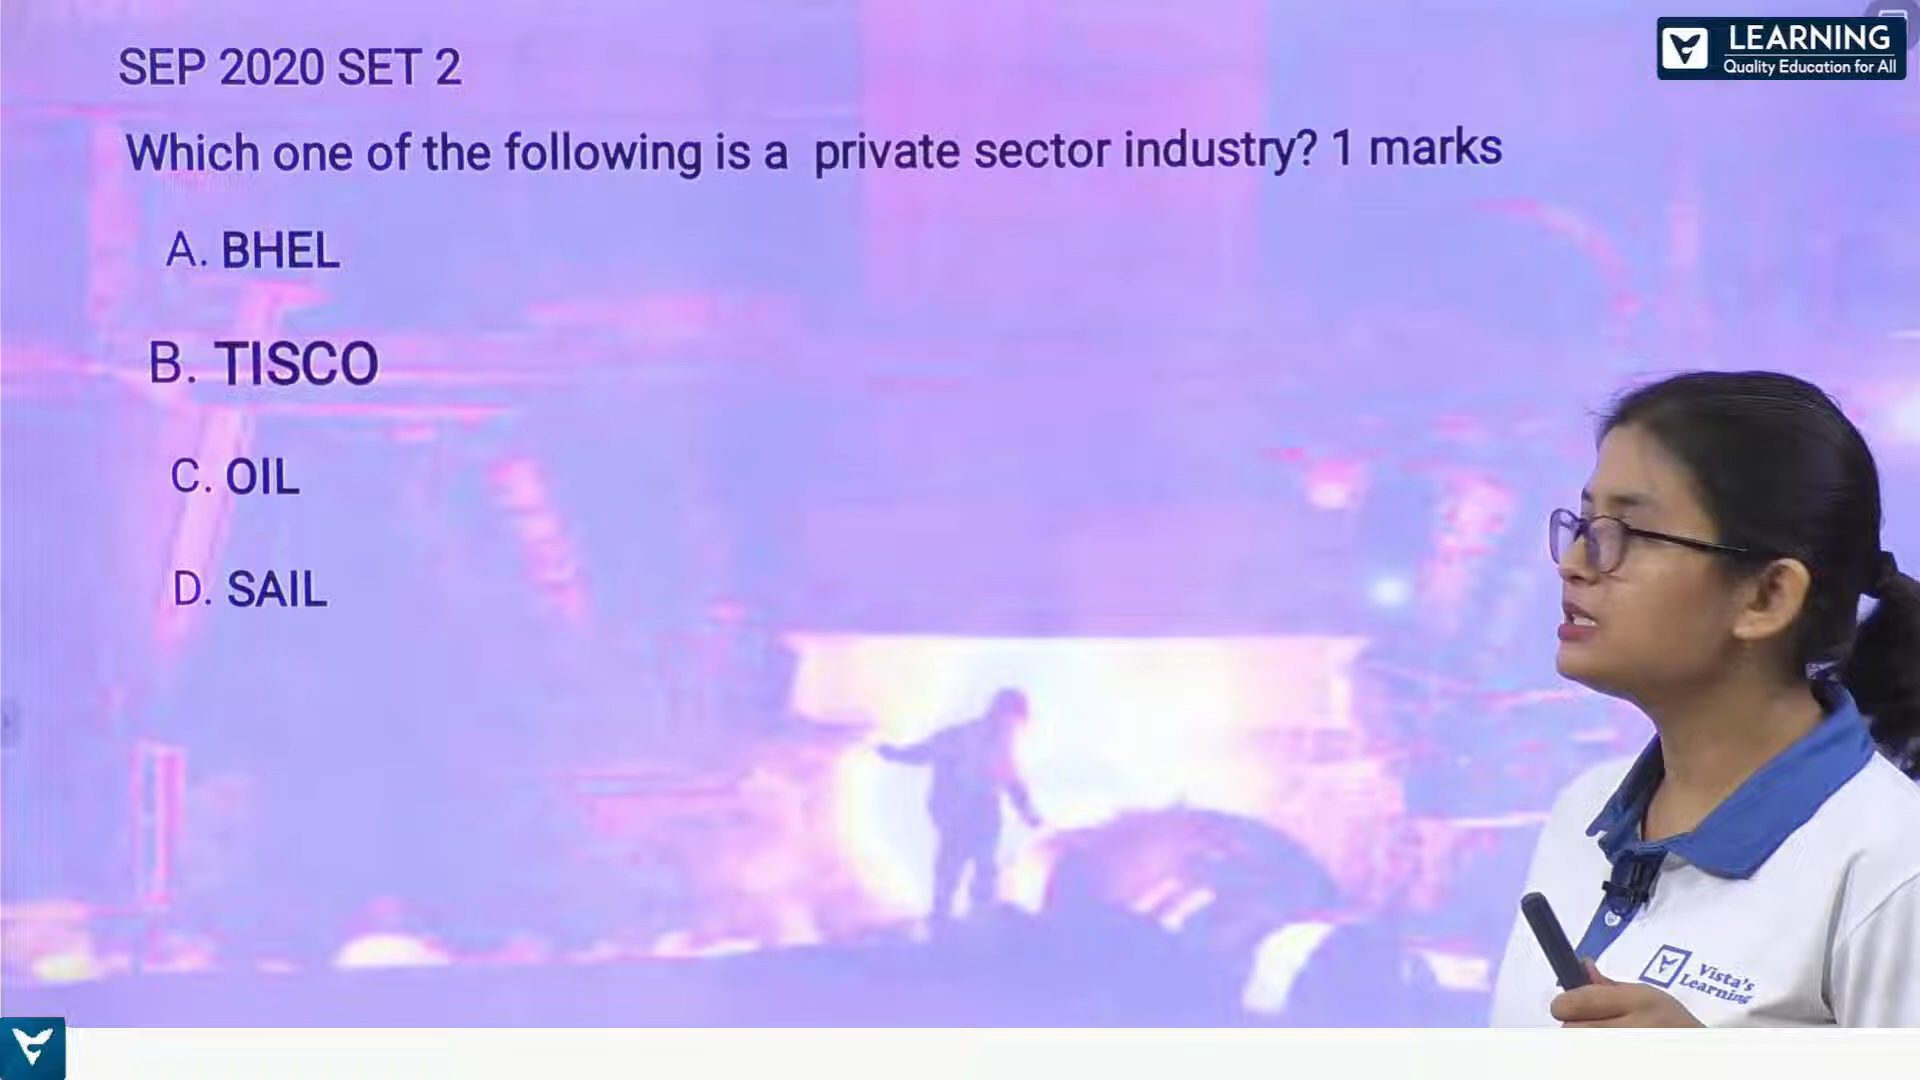 SEP 2020 SET 2
LEARNING
Quality Education for All
Which one of the following is a private sector industry? 1 marks
A. BHEL
B. TISCO
C. OIL
D. SAIL
Vista's
Learning